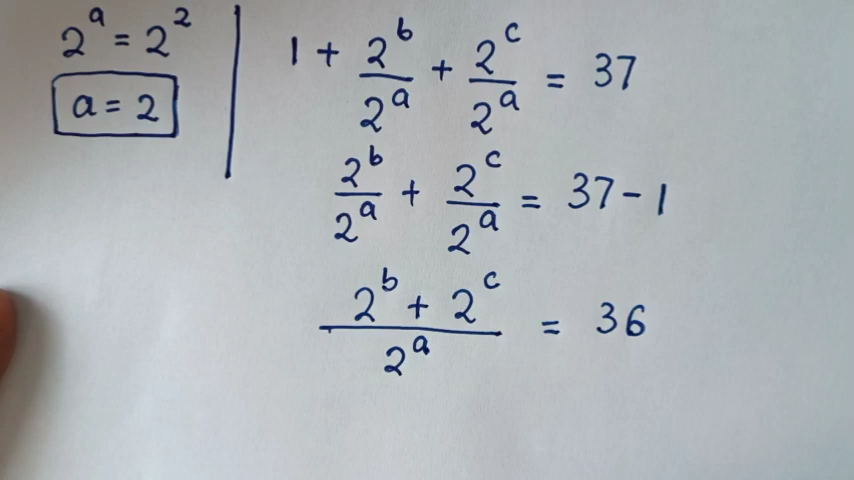 2^a = 2^2
a = 2
1 + 2^b/2^a + 2^c/2^a = 37
2^b/2^a + 2^c/2^a = 37 - 1
(2^b + 2^c)/2^a = 36